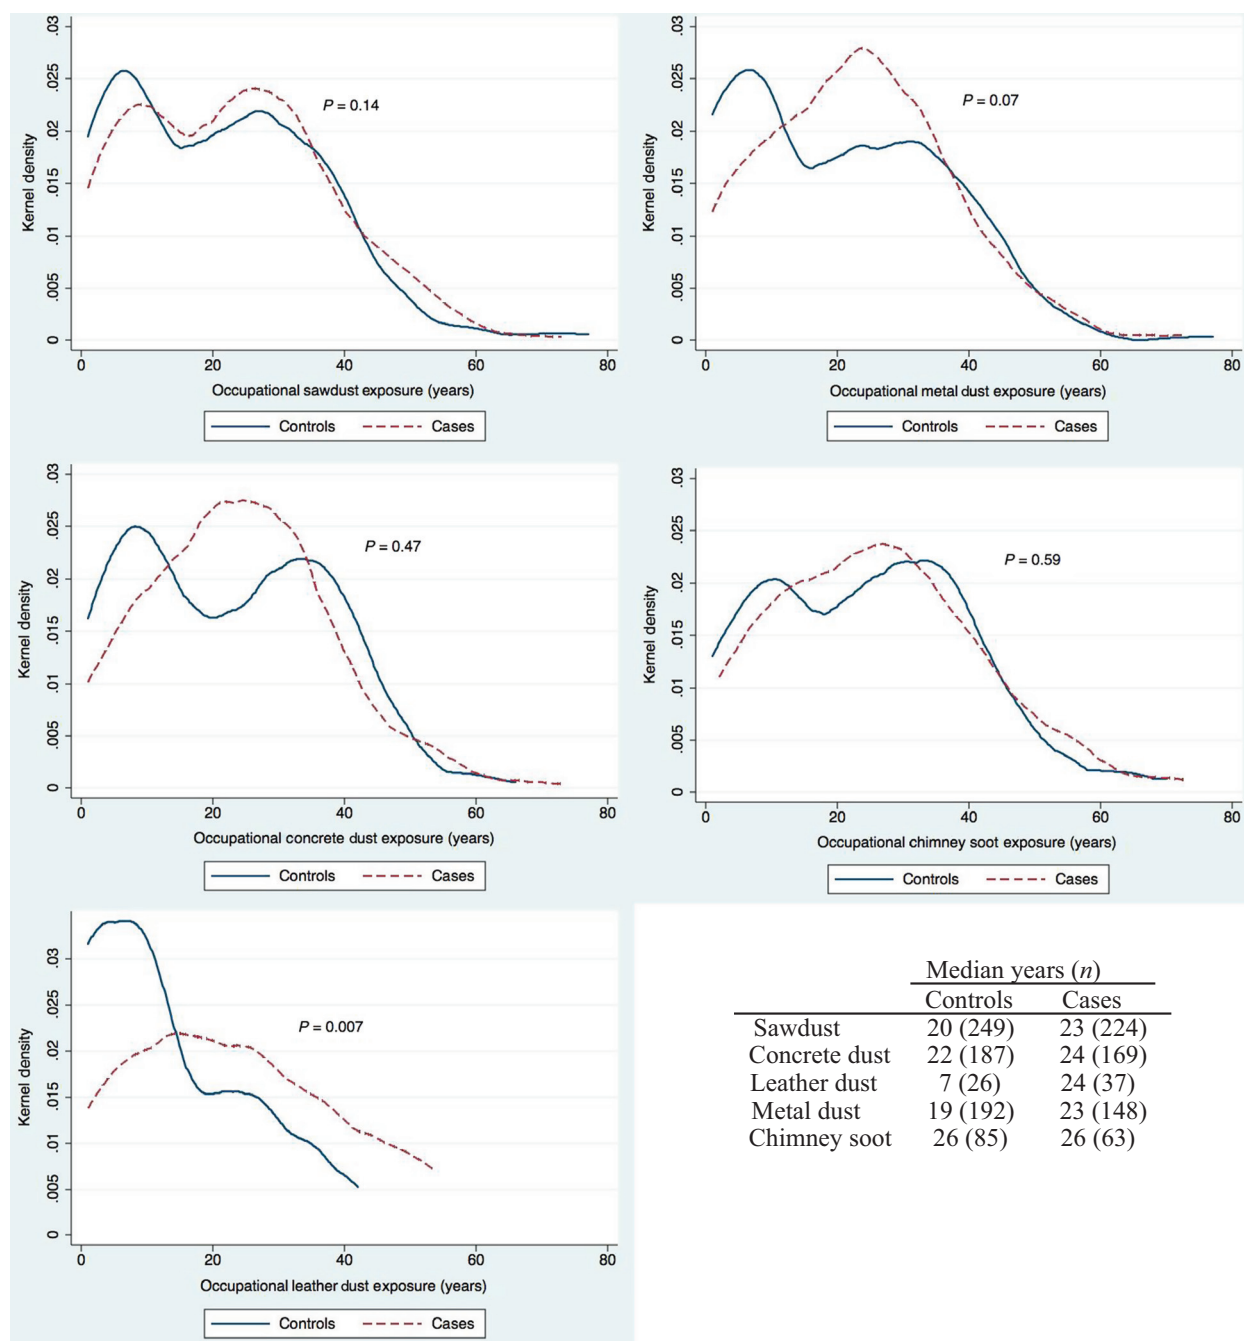 Kernel density
0 .005 .01 .015 .02 .025 .03
P = 0.14
0 20 40 60 80
Occupational sawdust exposure (years)
Controls Cases
Kernel density
0 .005 .01 .015 .02 .025 .03
P = 0.07
0 20 40 60 80
Occupational metal dust exposure (years)
Controls Cases
Kernel density
0 .005 .01 .015 .02 .025 .03
P = 0.47
0 20 40 60 80
Occupational concrete dust exposure (years)
Controls Cases
Kernel density
0 .005 .01 .015 .02 .025 .03
P = 0.59
0 20 40 60 80
Occupational chimney soot exposure (years)
Controls Cases
Kernel density
0 .005 .01 .015 .02 .025 .03
P = 0.007
0 20 40 60 80
Occupational leather dust exposure (years)
Controls Cases
Median years (n)
Controls Cases
Sawdust 20 (249) 23 (224)
Concrete dust 22 (187) 24 (169)
Leather dust 7 (26) 24 (37)
Metal dust 19 (192) 23 (148)
Chimney soot 26 (85) 26 (63)